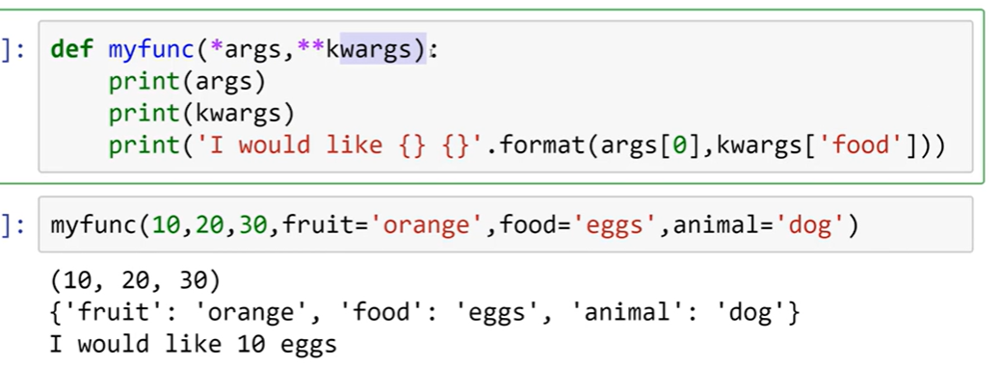 ]: def myfunc(*args,**kwargs):
    print(args)
    print(kwargs)
    print('I would like {} {}'.format(args[0],kwargs['food']))
]: myfunc(10,20,30,fruit='orange',food='eggs',animal='dog')
(10, 20, 30)
{'fruit': 'orange', 'food': 'eggs', 'animal': 'dog'}
I would like 10 eggs